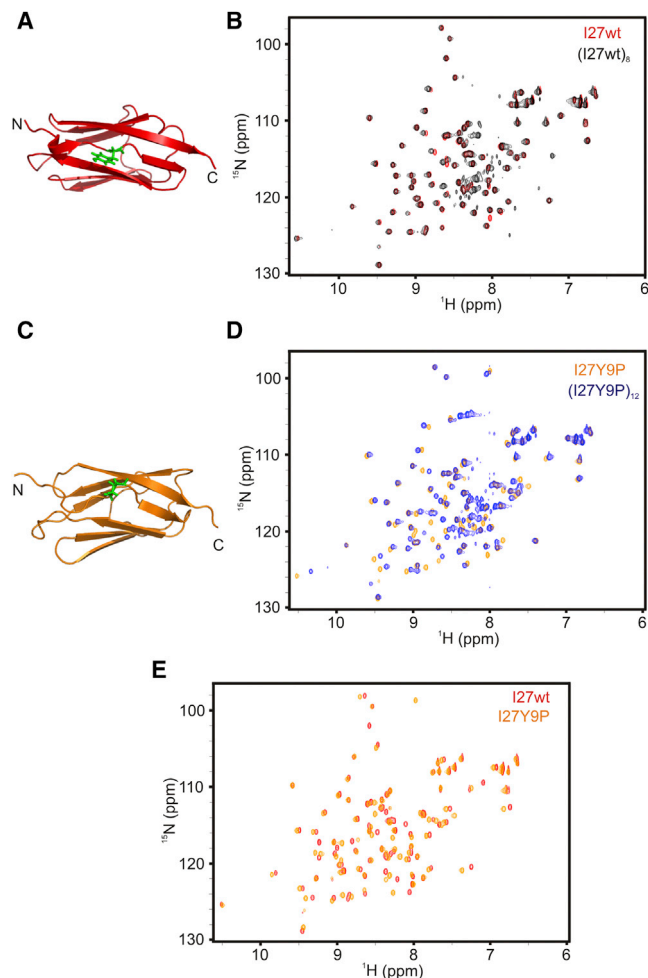 A
N
C
B
I27wt
(I27wt)₈
100
110
120
130
¹⁵N (ppm)
10
9
8
7
6
¹H (ppm)
C
N
C
D
I27Y9P
(I27Y9P)₁₂
100
110
120
130
¹⁵N (ppm)
10
9
8
7
6
¹H (ppm)
E
I27wt
I27Y9P
100
110
120
130
¹⁵N (ppm)
10
9
8
7
6
¹H (ppm)